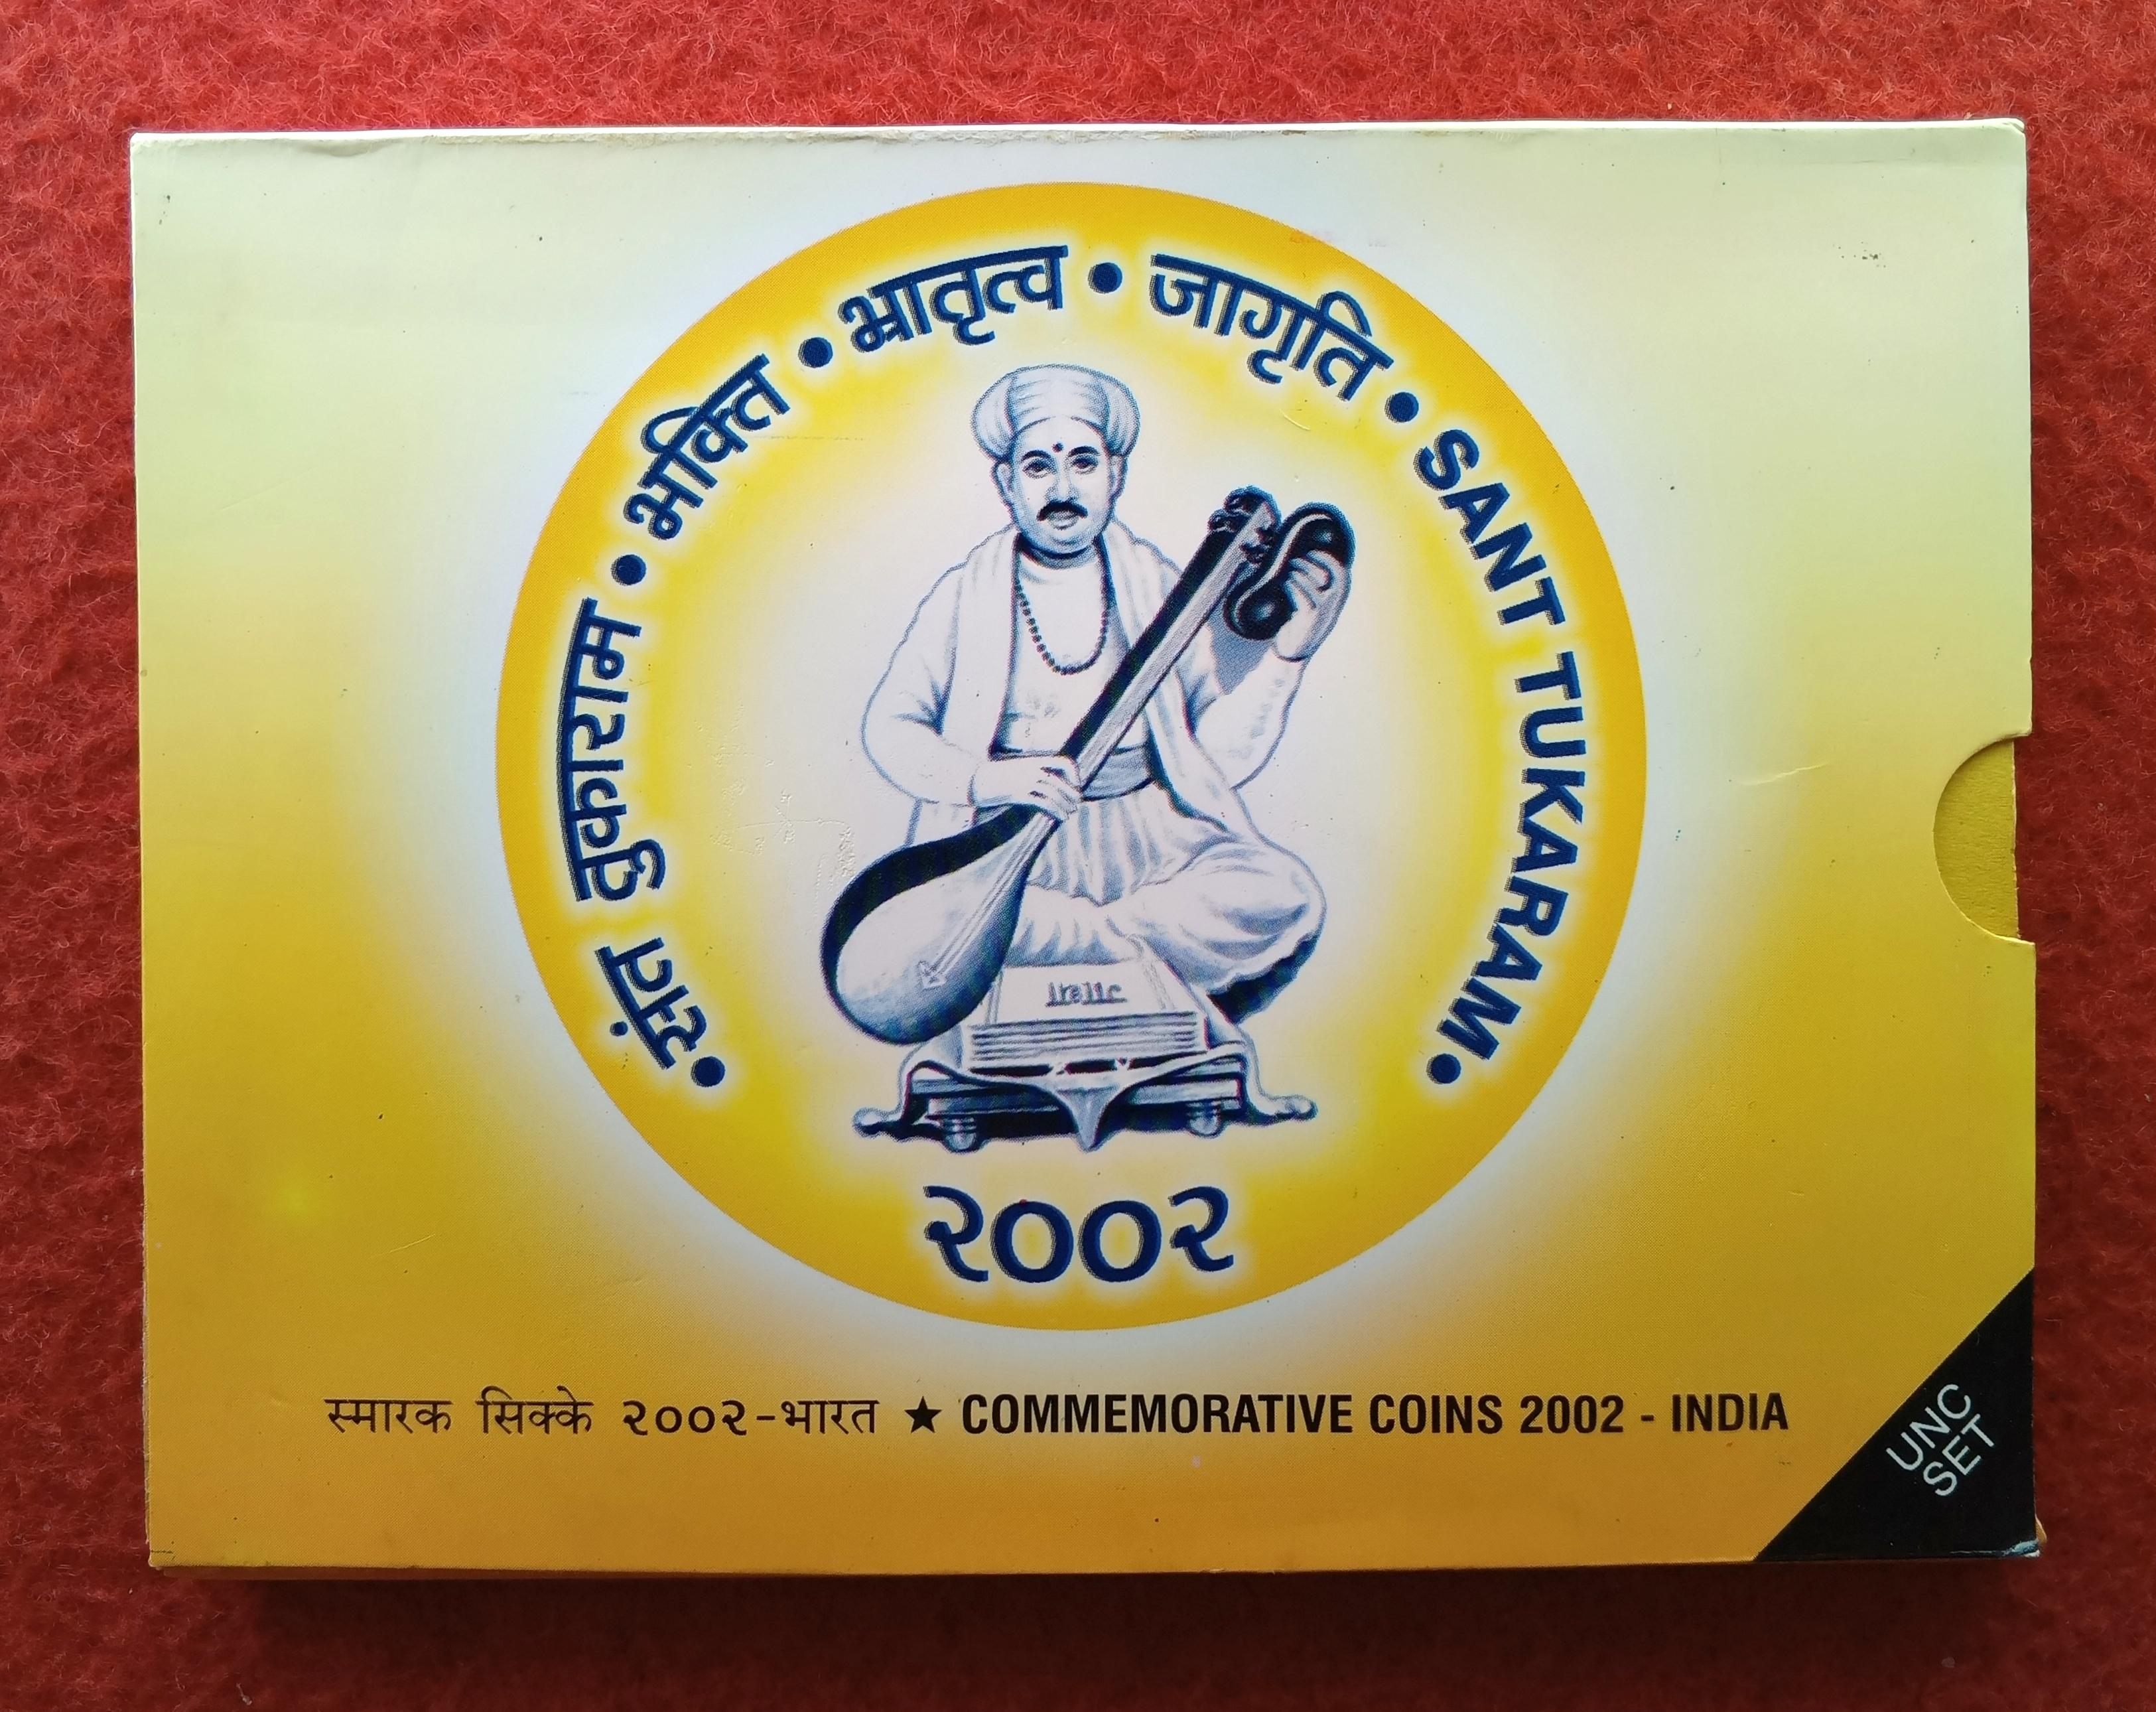 • संत तुकाराम • भक्ति • भ्रातृत्व • जागृति • SANT TUKARAM •
२००२
स्मारक सिक्के २००२-भारत ★ COMMEMORATIVE COINS 2002 - INDIA
UNC
SET